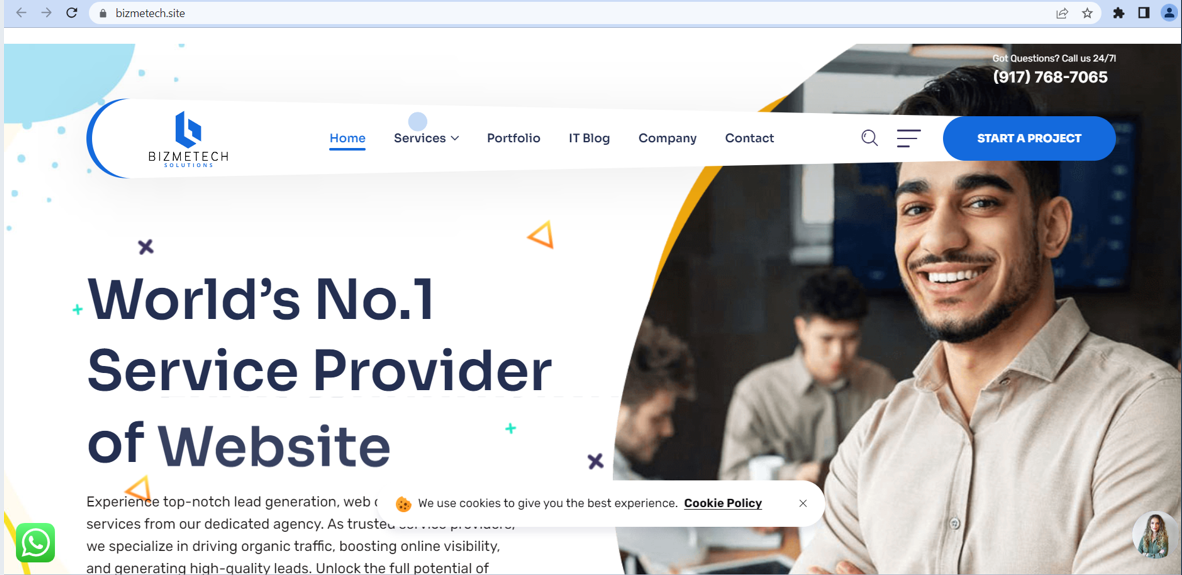 bizmetech.site
Got Questions? Call us 24/7!
(917) 768-7065
Home Services Portfolio IT Blog Company Contact START A PROJECT
BIZMETECH
SOLUTIONS
World's No.1
Service Provider
of Website
Experience top-notch lead generation, web
We use cookies to give you the best experience. Cookie Policy
services from our dedicated agency. As trusted service providers,
we specialize in driving organic traffic, boosting online visibility,
and generating high-quality leads. Unlock the full potential of